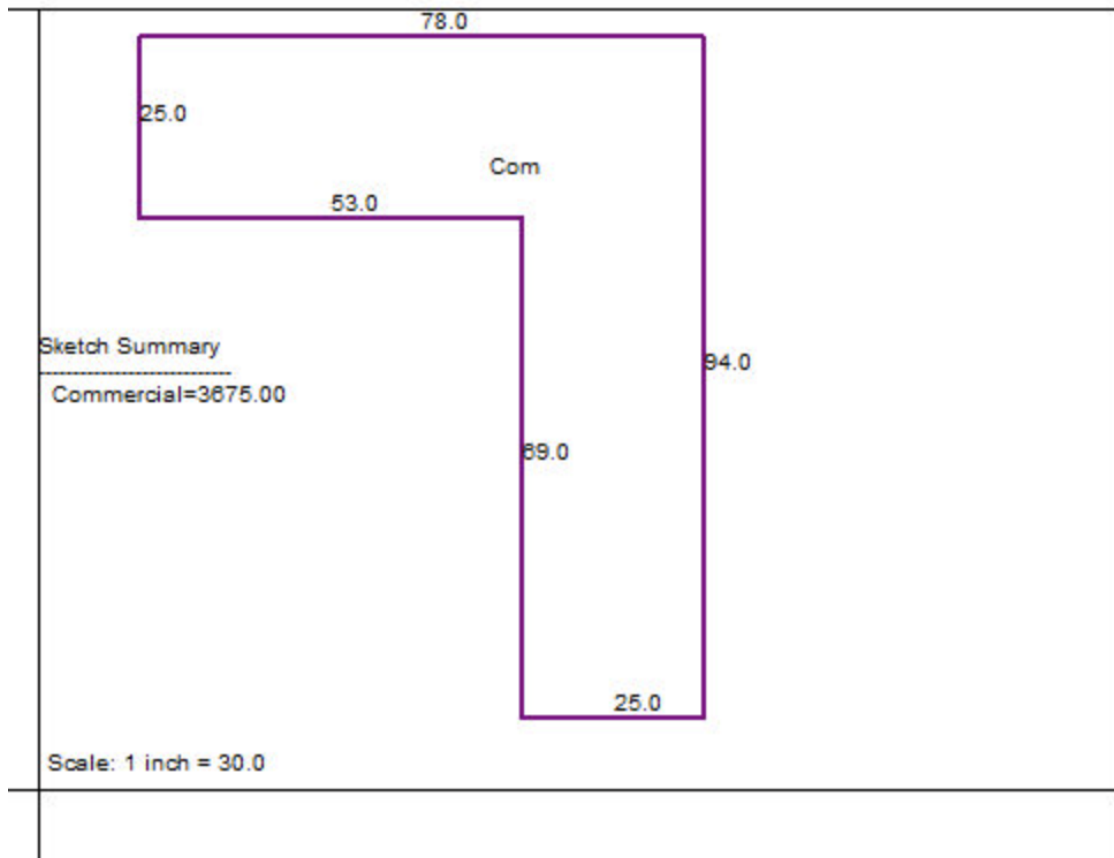 78.0
25.0
Com
53.0
Sketch Summary
--------------------------
Commercial=3675.00
94.0
69.0
25.0
Scale: 1 inch = 30.0